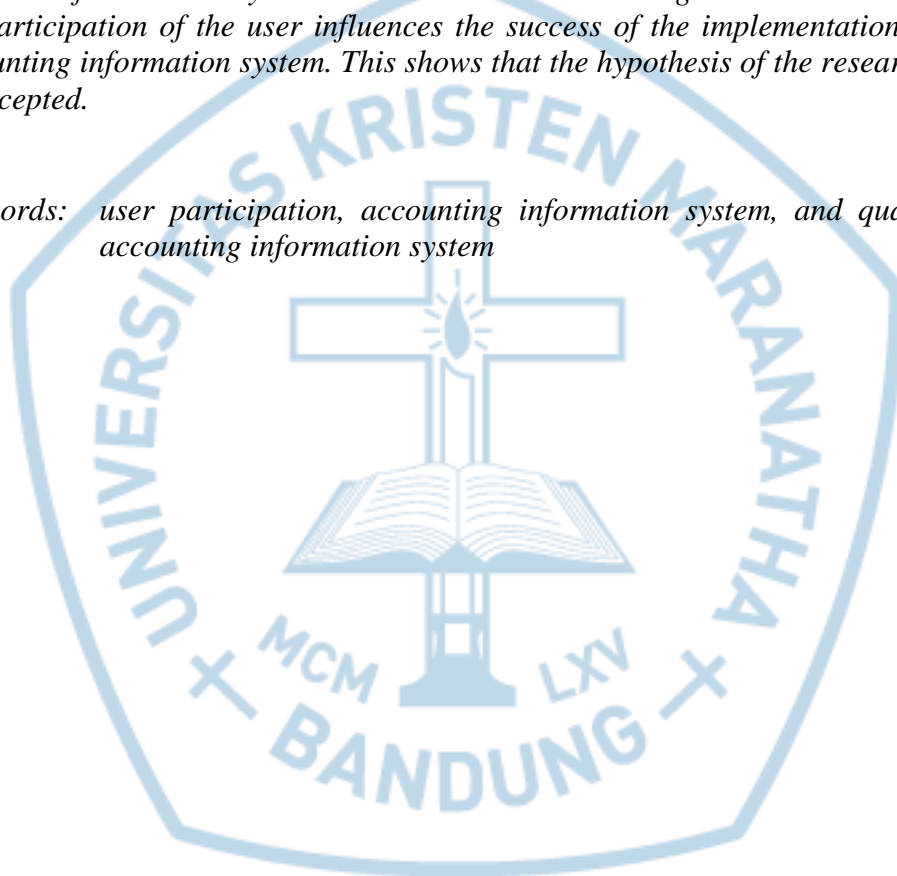 articipation of the user influences the success of the implementation
unting information system. This shows that the hypothesis of the resear
cepted.
ords: user participation, accounting information system, and qua
accounting information system
UNIVERSITAS KRISTEN MARANATHA
MCM LXV
BANDUNG